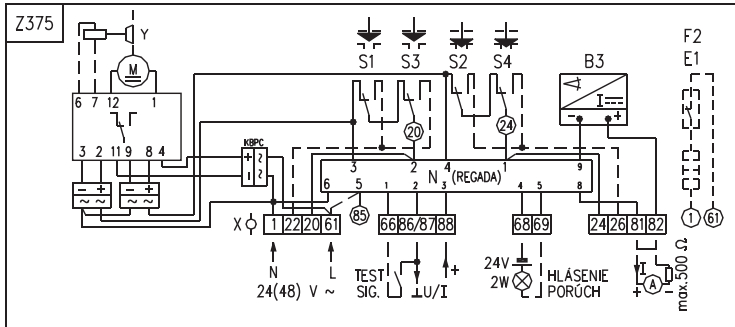 Z375
Y
M
6 7 12 1
3 2 11 9 8 4
KBPC
+ ~
- ~
- +
~ ~
- +
~ ~
S1 S3 S2 S4
20
24
B3
I
- +
F2
E1
3 2 4 1 9
N (REGADA)
6 5 1 2 3 4 5 8
85
X 1 22 20 61 66 86/87 88 68 69 24 26 81 82
1 61
N L
24(48) V ~
TEST
SIG.
U/I
+
24V
2W
HLÁSENIE
PORÚCH
I
A
+ -
max.500 Ω